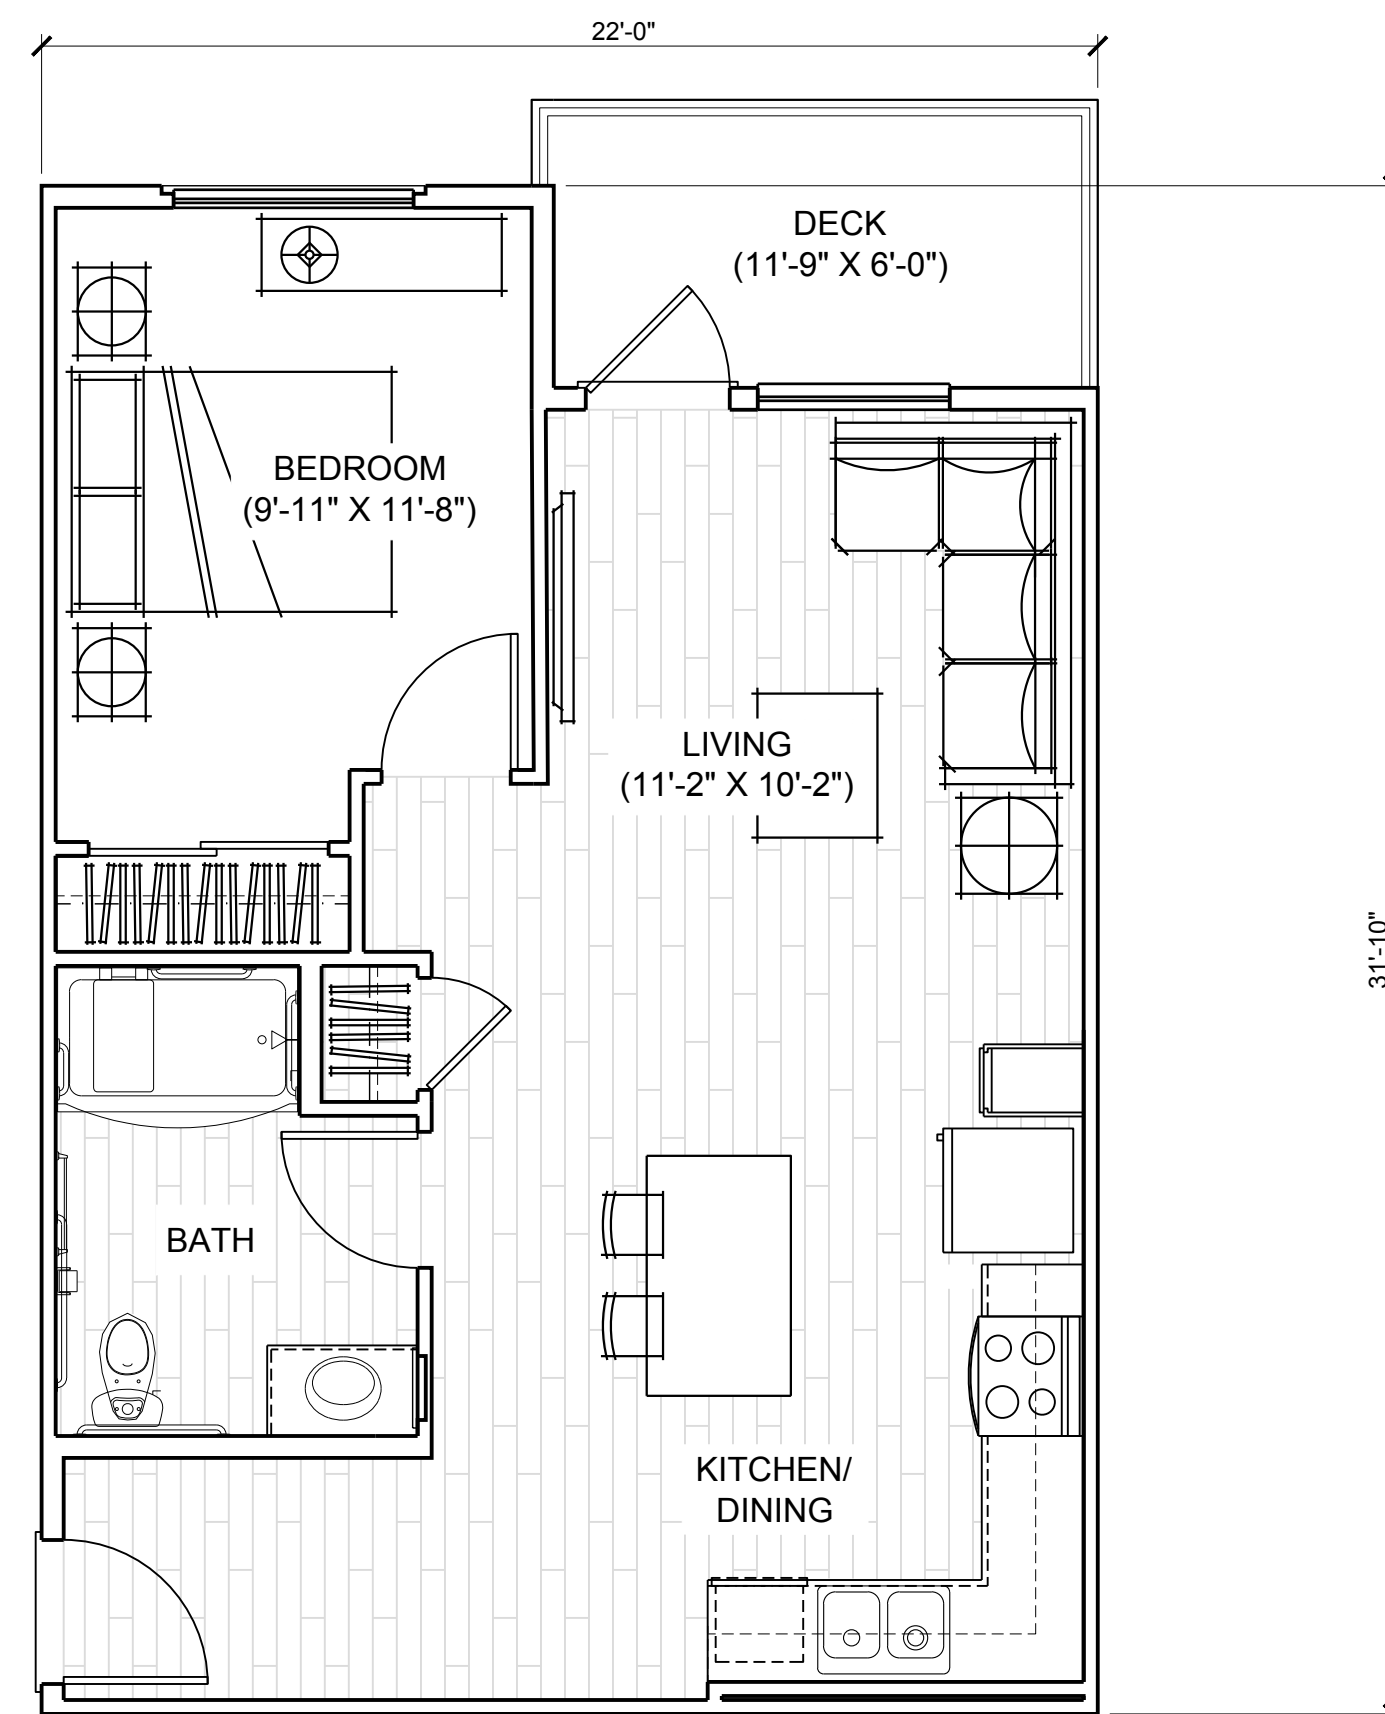 22'-0"
DECK
(11'-9" X 6'-0")
BEDROOM
(9'-11" X 11'-8")
LIVING
(11'-2" X 10'-2")
31'-10"
BATH
KITCHEN/
DINING